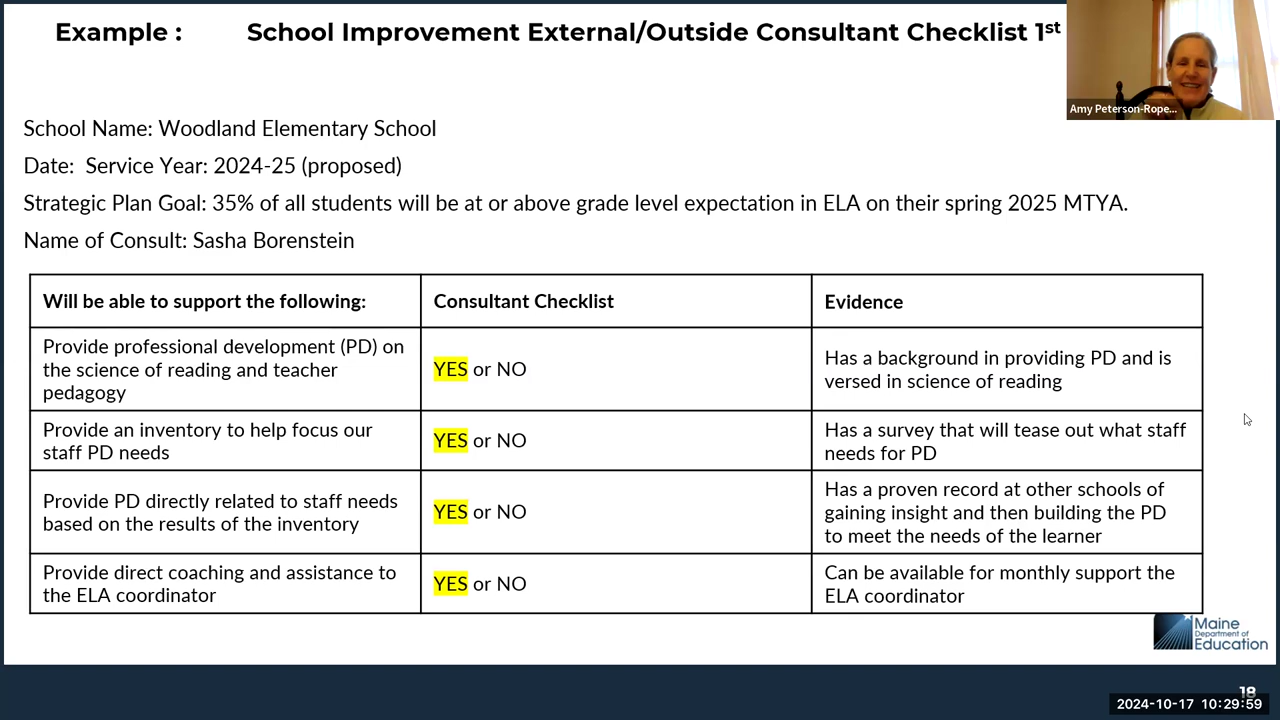 Example : School Improvement External/Outside Consultant Checklist 1st
Amy Peterson-Rope...
School Name: Woodland Elementary School
Date: Service Year: 2024-25 (proposed)
Strategic Plan Goal: 35% of all students will be at or above grade level expectation in ELA on their spring 2025 MTYA.
Name of Consult: Sasha Borenstein
Will be able to support the following:
Consultant Checklist
Evidence
Provide professional development (PD) on
the science of reading and teacher
pedagogy
YES or NO
Has a background in providing PD and is
versed in science of reading
Provide an inventory to help focus our
staff PD needs
YES or NO
Has a survey that will tease out what staff
needs for PD
Provide PD directly related to staff needs
based on the results of the inventory
YES or NO
Has a proven record at other schools of
gaining insight and then building the PD
to meet the needs of the learner
Provide direct coaching and assistance to
the ELA coordinator
YES or NO
Can be available for monthly support the
ELA coordinator
Maine
Department of
Education
18
2024-10-17 10:29:59